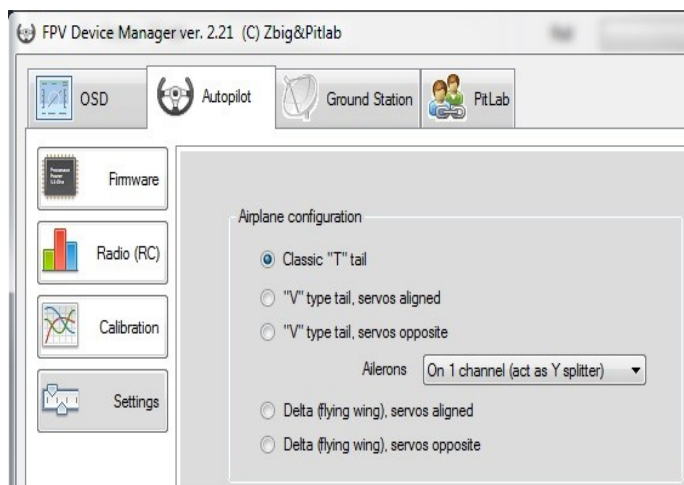 FPV Device Manager ver. 2.21 (C) Zbig&Pitlab
OSD
Autopilot
Ground Station
PitLab
Firmware
Radio (RC)
Calibration
Settings
Airplane configuration
Classic "T" tail
"V" type tail, servos aligned
"V" type tail, servos opposite
Ailerons On 1 channel (act as Y splitter)
Delta (flying wing), servos aligned
Delta (flying wing), servos opposite